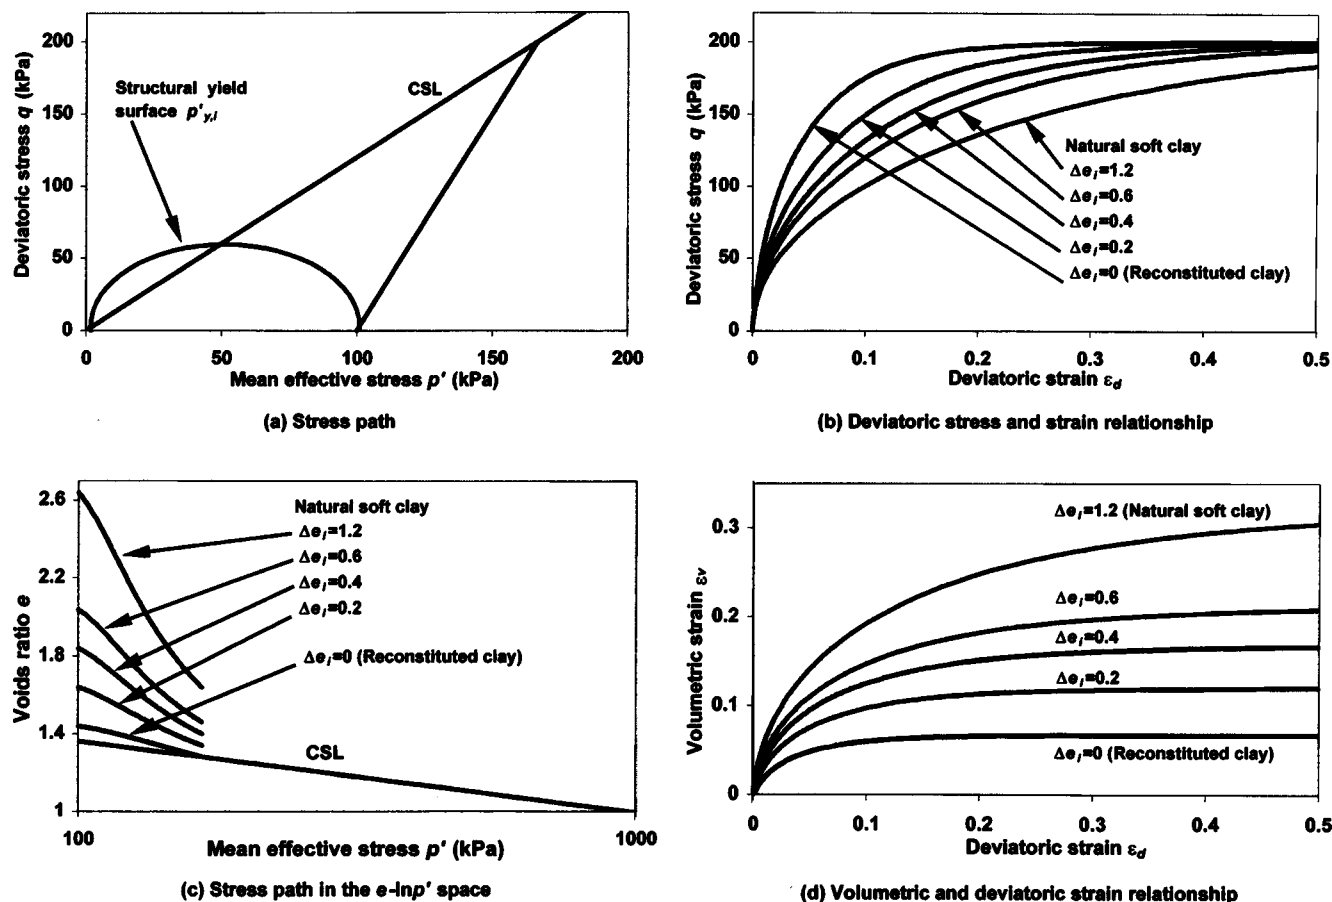 200
150
100
50
0
Deviatoric stress q (kPa)
Structural yield
surface p′y,i
CSL
0
50
100
150
200
Mean effective stress p′ (kPa)
(a) Stress path
200
150
100
50
0
Deviatoric stress q (kPa)
Natural soft clay
Δei=1.2
Δei=0.6
Δei=0.4
Δei=0.2
Δei=0 (Reconstituted clay)
0
0.1
0.2
0.3
0.4
0.5
Deviatoric strain εd
(b) Deviatoric stress and strain relationship
2.6
2.2
1.8
1.4
1
Voids ratio e
Natural soft clay
Δei=1.2
Δei=0.6
Δei=0.4
Δei=0.2
Δei=0 (Reconstituted clay)
CSL
100
1000
Mean effective stress p′ (kPa)
(c) Stress path in the e-lnp′ space
0.3
0.2
0.1
0
Volumetric strain εv
Δei=1.2 (Natural soft clay)
Δei=0.6
Δei=0.4
Δei=0.2
Δei=0 (Reconstituted clay)
0
0.1
0.2
0.3
0.4
0.5
Deviatoric strain εd
(d) Volumetric and deviatoric strain relationship